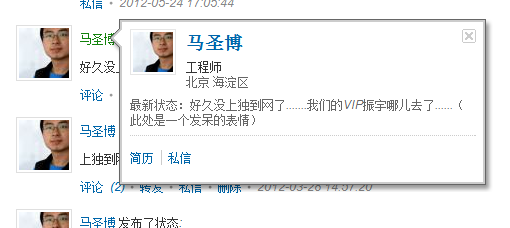 私信 • 2012-05-24 17:05:44
马圣博
马圣博
工程师
好久没
北京 海淀区
评论 •
最新状态：好久没上独到网了.......我们的VIP振宇哪儿去了......（
此处是一个发呆的表情）
马圣博
上独到网
简历 | 私信
评论 (2) • 转发 • 私信 • 删除 • 2012-03-28 14:57:20
马圣博 发布了状态: